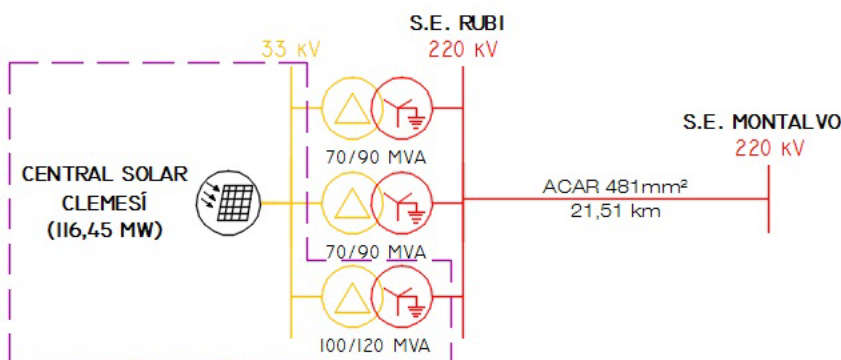 S.E. RUBI
33 KV
220 KV
S.E. MONTALVO
220 KV
70/90 MVA
CENTRAL SOLAR
CLEMESÍ
(116,45 MW)
ACAR 481mm²
21,51 km
70/90 MVA
100/120 MVA